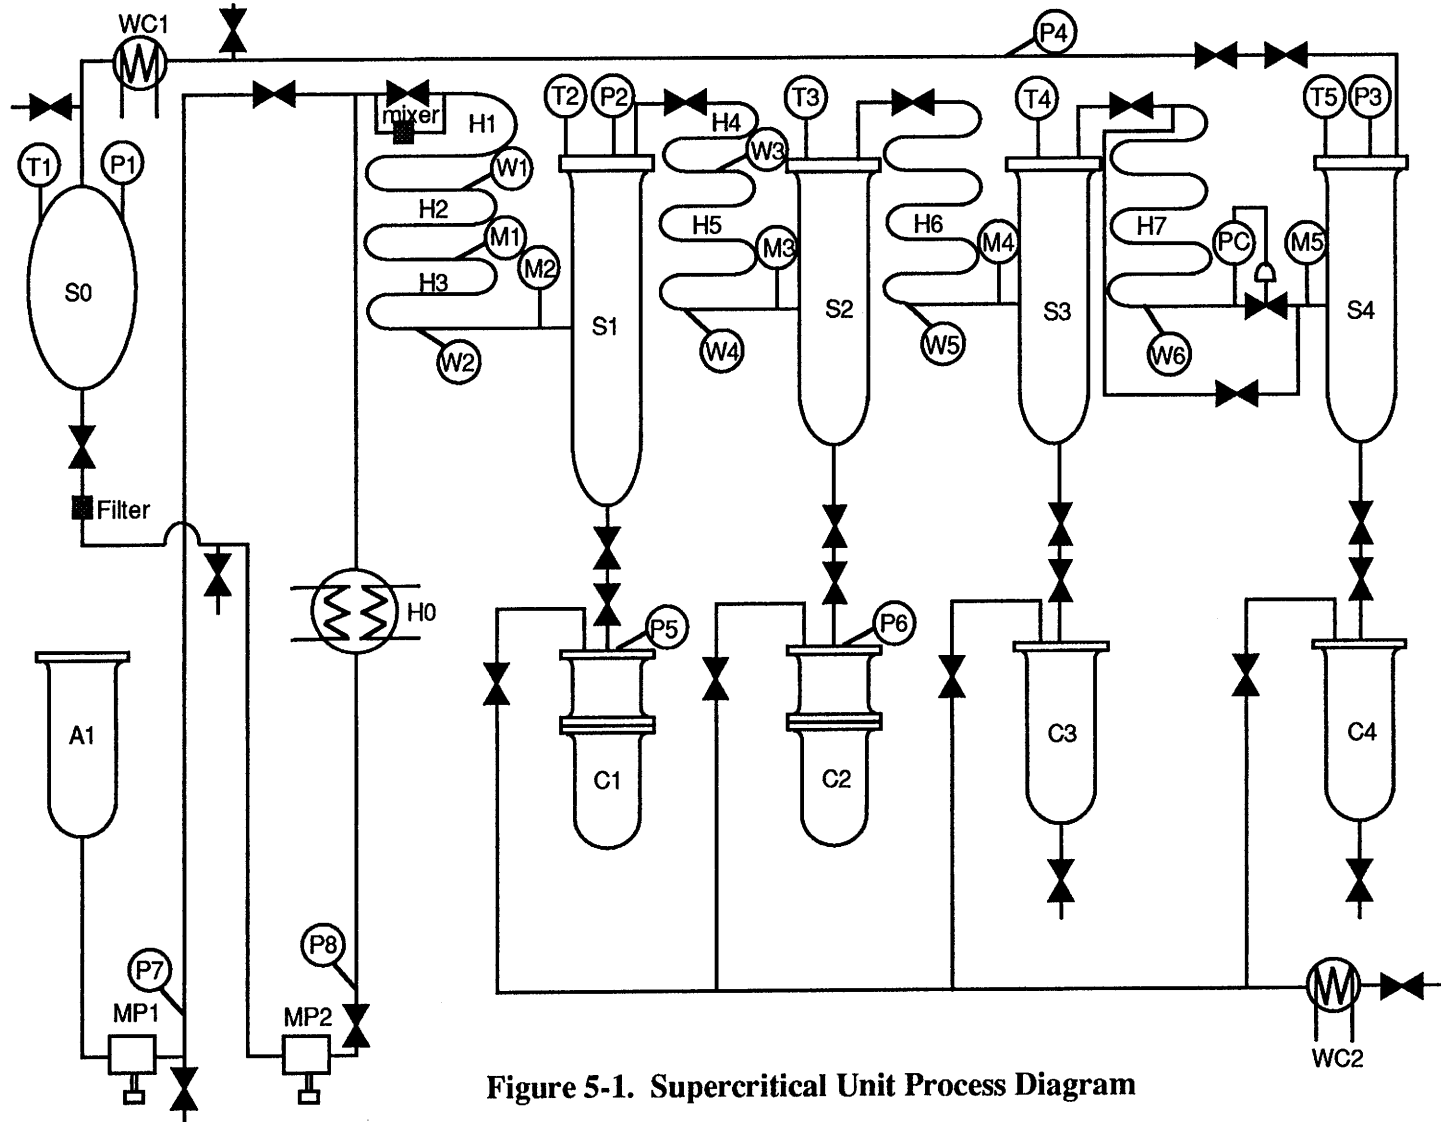 WC1
P4
mixer
H1
T2
P2
H4
T3
T4
T5
P3
T1
P1
W1
W3
H2
M1
M2
H5
M3
H6
M4
H7
PC
M5
S0
H3
S1
S2
S3
S4
W2
W4
W5
W6
Filter
H0
P5
P6
A1
C1
C2
C3
C4
P7
P8
MP1
MP2
WC2
Figure 5-1. Supercritical Unit Process Diagram